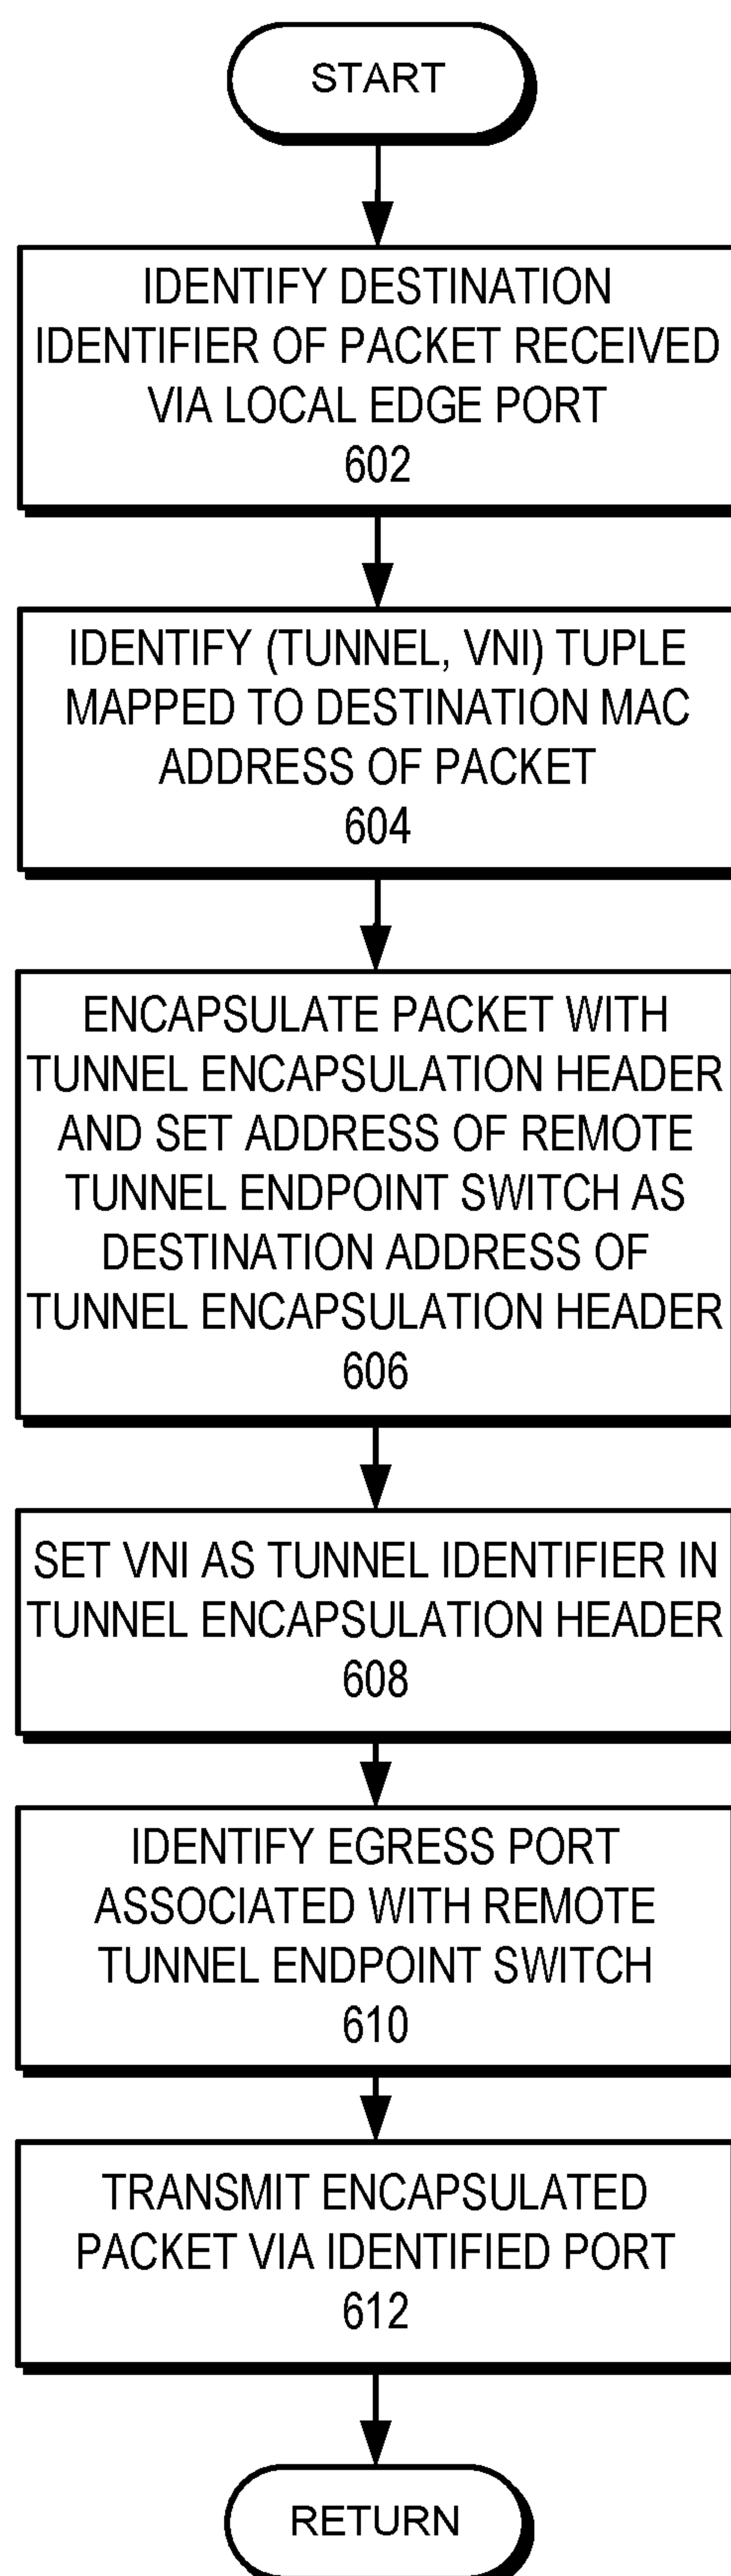 START
IDENTIFY DESTINATION
IDENTIFIER OF PACKET RECEIVED
VIA LOCAL EDGE PORT
602
IDENTIFY (TUNNEL, VNI) TUPLE
MAPPED TO DESTINATION MAC
ADDRESS OF PACKET
604
ENCAPSULATE PACKET WITH
TUNNEL ENCAPSULATION HEADER
AND SET ADDRESS OF REMOTE
TUNNEL ENDPOINT SWITCH AS
DESTINATION ADDRESS OF
TUNNEL ENCAPSULATION HEADER
606
SET VNI AS TUNNEL IDENTIFIER IN
TUNNEL ENCAPSULATION HEADER
608
IDENTIFY EGRESS PORT
ASSOCIATED WITH REMOTE
TUNNEL ENDPOINT SWITCH
610
TRANSMIT ENCAPSULATED
PACKET VIA IDENTIFIED PORT
612
RETURN